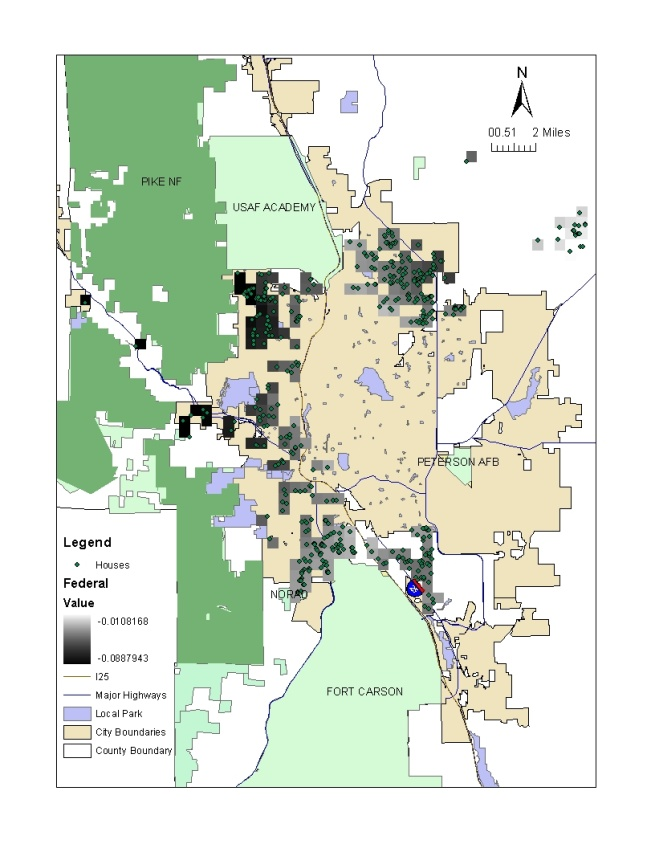 N
00.51 2 Miles
PIKE NF
USAF ACADEMY
PETERSON AFB
NORAD
FORT CARSON
Legend
Houses
Federal
Value
-0.0108168
-0.0887943
I25
Major Highways
Local Park
City Boundaries
County Boundary